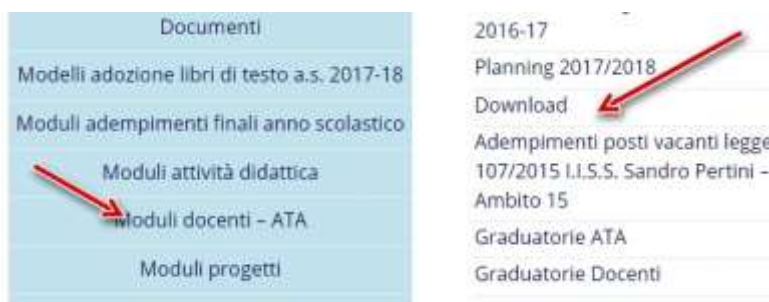 Documenti
Modelli adozione libri di testo a.s. 2017-18
Moduli adempimenti finali anno scolastico
Moduli attività didattica
Moduli docenti – ATA
Moduli progetti
2016-17
Planning 2017/2018
Download
Adempimenti posti vacanti legge
107/2015 I.I.S.S. Sandro Pertini –
Ambito 15
Graduatorie ATA
Graduatorie Docenti